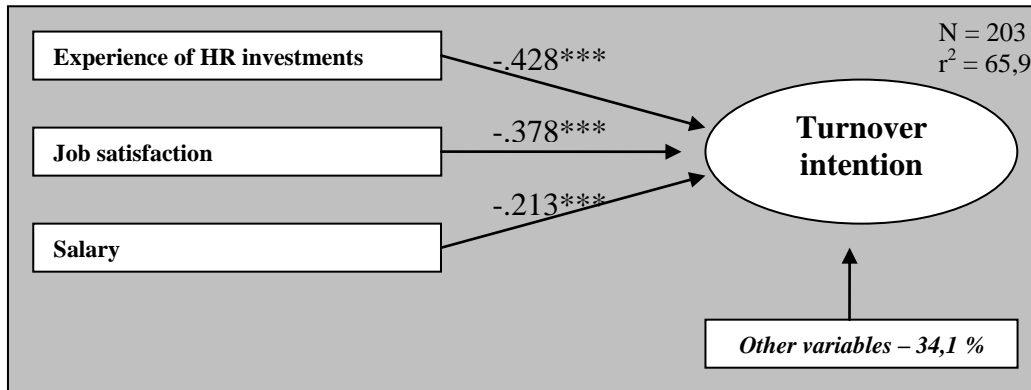 Experience of HR investments
-.428***
N = 203
r² = 65,9
Job satisfaction
-.378***
Turnover
intention
Salary
-.213***
Other variables – 34,1 %